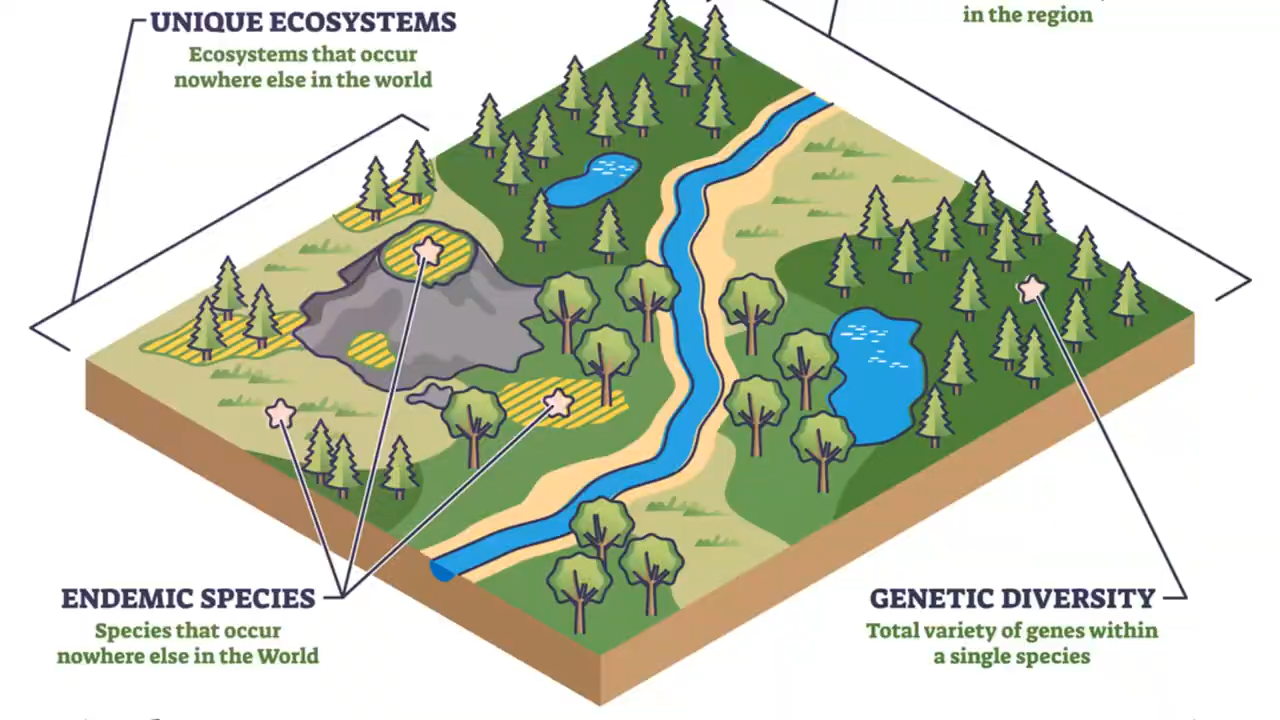 UNIQUE ECOSYSTEMS
Ecosystems that occur
nowhere else in the world
in the region
ENDEMIC SPECIES
Species that occur
nowhere else in the World
GENETIC DIVERSITY
Total variety of genes within
a single species